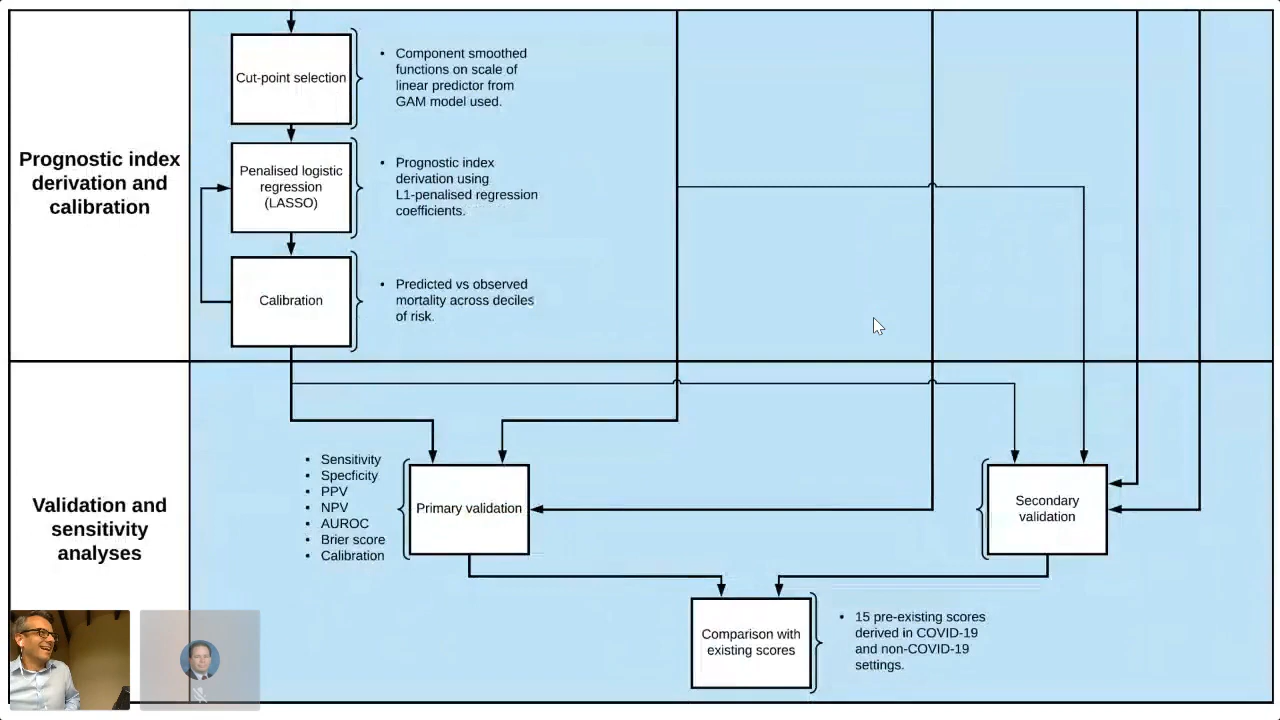 Prognostic index
derivation and
calibration
Cut-point selection
• Component smoothed
functions on scale of
linear predictor from
GAM model used.
Penalised logistic
regression
(LASSO)
• Prognostic index
derivation using
L1-penalised regression
coefficients.
Calibration
• Predicted vs observed
mortality across deciles
of risk.
Validation and
sensitivity
analyses
• Sensitivity
• Specficity
• PPV
• NPV
• AUROC
• Brier score
• Calibration
Primary validation
Secondary
validation
Comparison with
existing scores
• 15 pre-existing scores
derived in COVID-19
and non-COVID-19
settings.